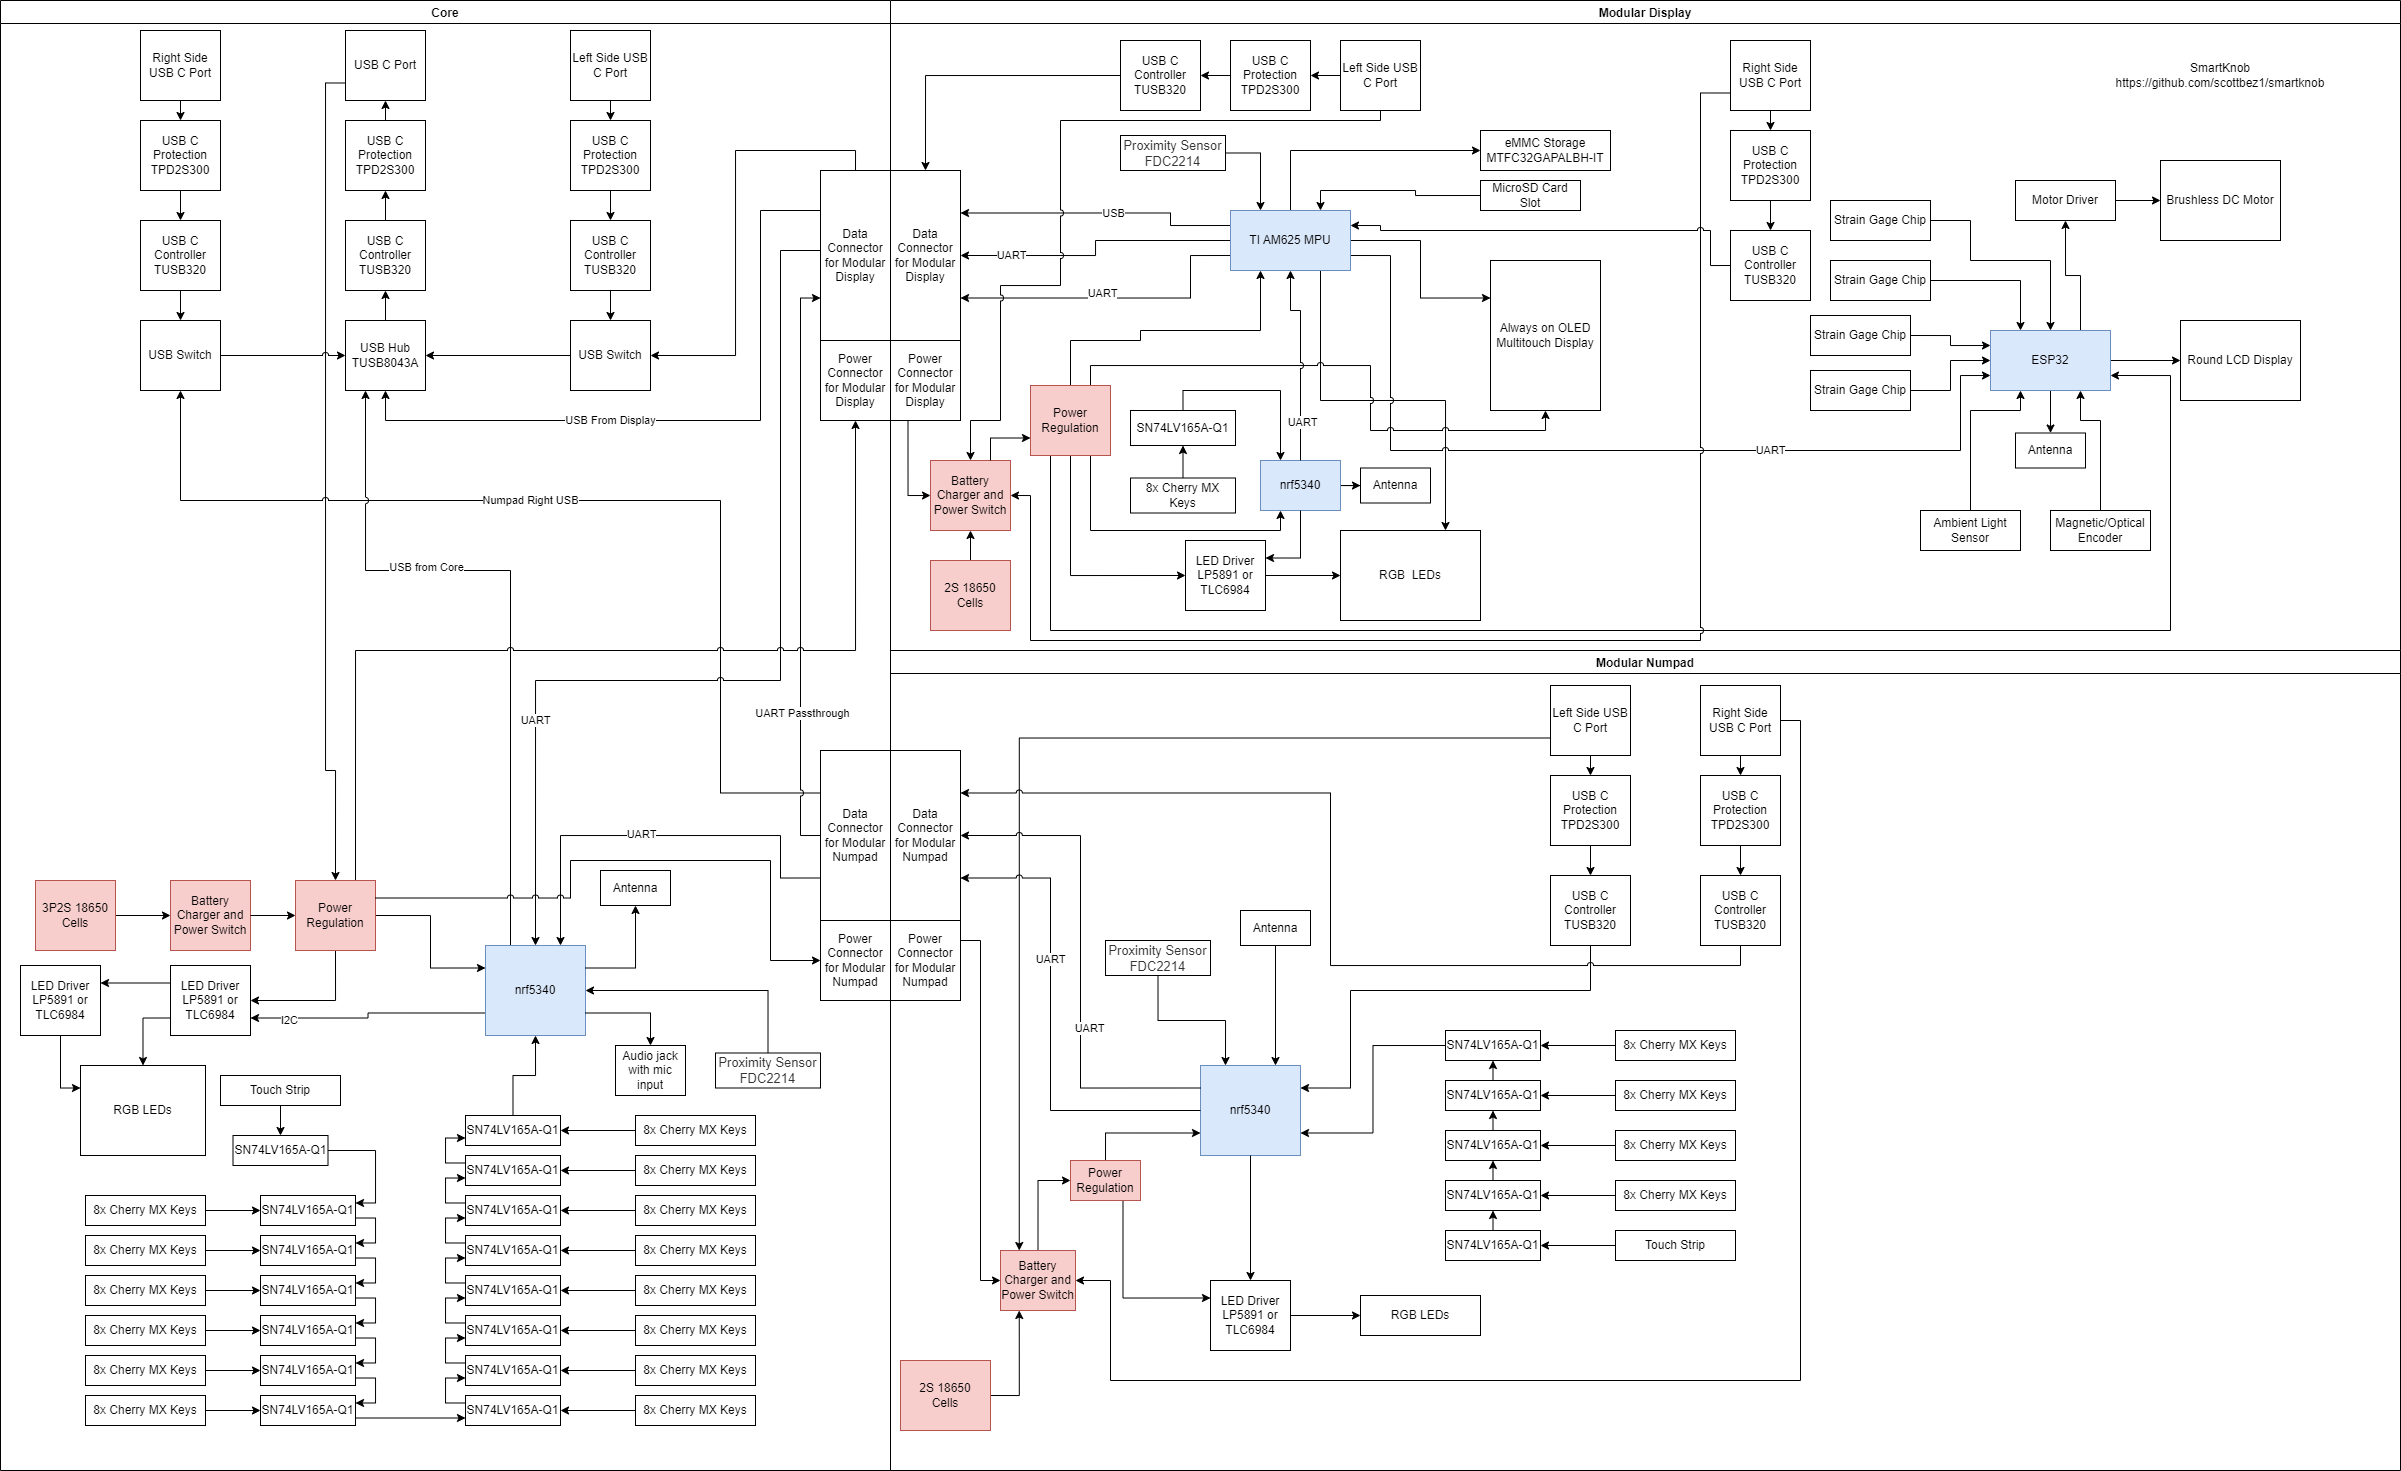 Core
Right Side
USB C Port
USB C Port
Left Side USB
C Port
USB C
Protection
TPD2S300
USB C
Protection
TPD2S300
USB C
Protection
TPD2S300
USB C
Controller
TUSB320
USB C
Controller
TUSB320
USB C
Controller
TUSB320
USB Switch
USB Hub
TUSB8043A
USB Switch
USB From Display
Numpad Right USB
USB from Core
UART
UART Passthrough
UART
Data
Connector
for Modular
Display
Power
Connector
for Modular
Display
Data
Connector
for Modular
Numpad
Power
Connector
for Modular
Numpad
3P2S 18650
Cells
Battery
Charger and
Power Switch
Power
Regulation
Antenna
LED Driver
LP5891 or
TLC6984
LED Driver
LP5891 or
TLC6984
I2C
nrf5340
Audio jack
with mic
input
Proximity Sensor
FDC2214
RGB LEDs
Touch Strip
SN74LV165A-Q1
SN74LV165A-Q1
8x Cherry MX Keys
SN74LV165A-Q1
8x Cherry MX Keys
8x Cherry MX Keys
SN74LV165A-Q1
SN74LV165A-Q1
8x Cherry MX Keys
8x Cherry MX Keys
SN74LV165A-Q1
SN74LV165A-Q1
8x Cherry MX Keys
8x Cherry MX Keys
SN74LV165A-Q1
SN74LV165A-Q1
8x Cherry MX Keys
8x Cherry MX Keys
SN74LV165A-Q1
SN74LV165A-Q1
8x Cherry MX Keys
8x Cherry MX Keys
SN74LV165A-Q1
SN74LV165A-Q1
8x Cherry MX Keys
8x Cherry MX Keys
SN74LV165A-Q1
SN74LV165A-Q1
8x Cherry MX Keys
Modular Display
USB C
Controller
TUSB320
USB C
Protection
TPD2S300
Left Side USB
C Port
Right Side
USB C Port
SmartKnob
https://github.com/scottbez1/smartknob
Proximity Sensor
FDC2214
eMMC Storage
MTFC32GAPALBH-IT
MicroSD Card
Slot
USB C
Protection
TPD2S300
USB C
Controller
TUSB320
Data
Connector
for Modular
Display
Power
Connector
for Modular
Display
USB
UART
UART
TI AM625 MPU
Always on OLED
Multitouch Display
Motor Driver
Brushless DC Motor
Strain Gage Chip
Strain Gage Chip
Strain Gage Chip
Strain Gage Chip
ESP32
Round LCD Display
Antenna
UART
Ambient Light
Sensor
Magnetic/Optical
Encoder
Power
Regulation
SN74LV165A-Q1
UART
8x Cherry MX
Keys
nrf5340
Antenna
Battery
Charger and
Power Switch
2S 18650
Cells
LED Driver
LP5891 or
TLC6984
RGB  LEDs
Modular Numpad
Left Side USB
C Port
Right Side
USB C Port
USB C
Protection
TPD2S300
USB C
Protection
TPD2S300
USB C
Controller
TUSB320
USB C
Controller
TUSB320
Data
Connector
for Modular
Numpad
Power
Connector
for Modular
Numpad
UART
UART
Proximity Sensor
FDC2214
Antenna
nrf5340
SN74LV165A-Q1
8x Cherry MX Keys
SN74LV165A-Q1
8x Cherry MX Keys
SN74LV165A-Q1
8x Cherry MX Keys
SN74LV165A-Q1
8x Cherry MX Keys
SN74LV165A-Q1
Touch Strip
Power
Regulation
Battery
Charger and
Power Switch
LED Driver
LP5891 or
TLC6984
RGB LEDs
2S 18650
Cells